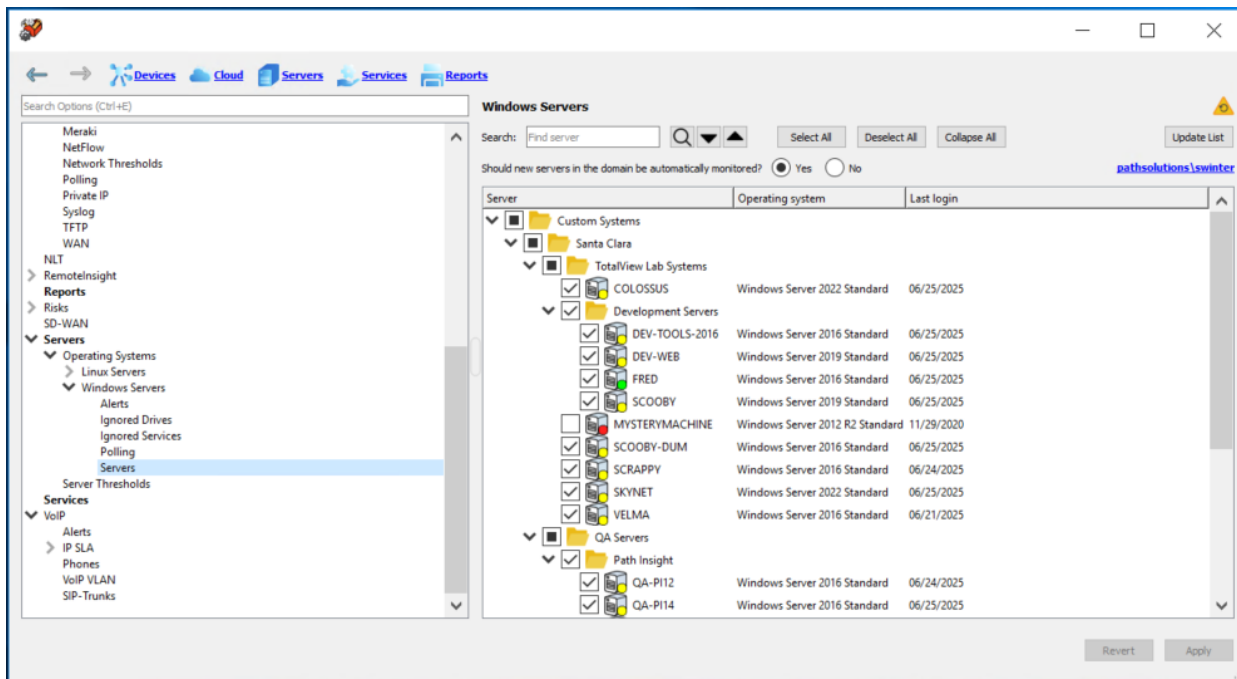 Devices Cloud Servers Services Reports
Search Options (Ctrl+E)
Meraki
NetFlow
Network Thresholds
Polling
Private IP
Syslog
TFTP
WAN
NLT
RemoteInsight
Reports
Risks
SD-WAN
Servers
Operating Systems
Linux Servers
Windows Servers
Alerts
Ignored Drives
Ignored Services
Polling
Servers
Server Thresholds
Services
VoIP
Alerts
IP SLA
Phones
VoIP VLAN
SIP-Trunks
Windows Servers
Search: Find server Select All Deselect All Collapse All Update List
Should new servers in the domain be automatically monitored? Yes No pathsolutions\swinter
Server Operating system Last login
Custom Systems
Santa Clara
TotalView Lab Systems
COLOSSUS Windows Server 2022 Standard 06/25/2025
Development Servers
DEV-TOOLS-2016 Windows Server 2016 Standard 06/25/2025
DEV-WEB Windows Server 2019 Standard 06/25/2025
FRED Windows Server 2016 Standard 06/25/2025
SCOOBY Windows Server 2019 Standard 06/25/2025
MYSTERYMACHINE Windows Server 2012 R2 Standard 11/29/2020
SCOOBY-DUM Windows Server 2016 Standard 06/25/2025
SCRAPPY Windows Server 2016 Standard 06/24/2025
SKYNET Windows Server 2022 Standard 06/25/2025
VELMA Windows Server 2016 Standard 06/21/2025
QA Servers
Path Insight
QA-PI12 Windows Server 2016 Standard 06/24/2025
QA-PI14 Windows Server 2016 Standard 06/25/2025
Revert Apply